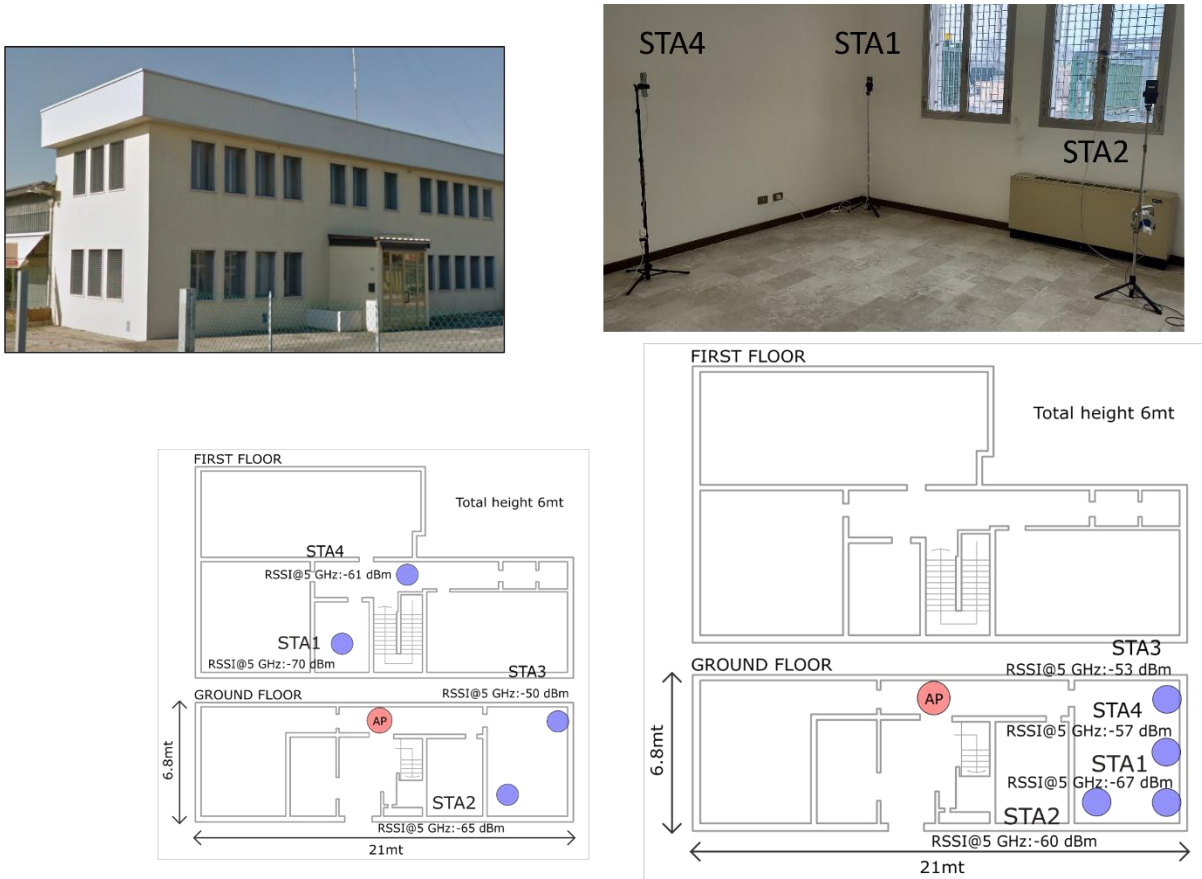 STA4
STA1
STA2
FIRST FLOOR
Total height 6mt
STA4
RSSI@5 GHz:-61 dBm
STA1
RSSI@5 GHz:-70 dBm
STA3
RSSI@5 GHz:-50 dBm
GROUND FLOOR
AP
6.8mt
STA2
RSSI@5 GHz:-65 dBm
21mt
FIRST FLOOR
Total height 6mt
STA3
RSSI@5 GHz:-53 dBm
GROUND FLOOR
AP
STA4
RSSI@5 GHz:-57 dBm
STA1
RSSI@5 GHz:-67 dBm
6.8mt
STA2
RSSI@5 GHz:-60 dBm
21mt